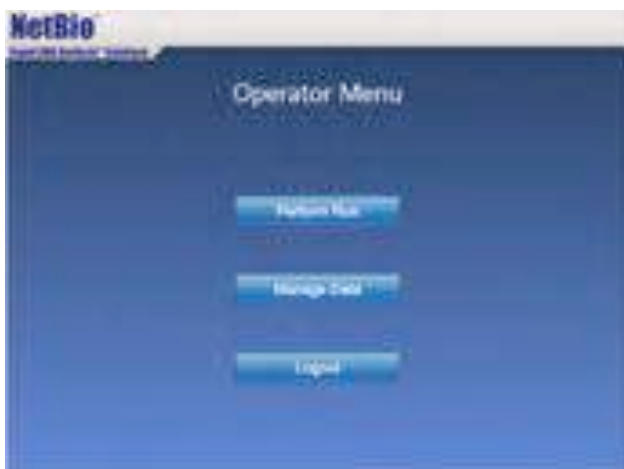 NetBio
Operator Menu
Perform Run
Manage Data
Logout